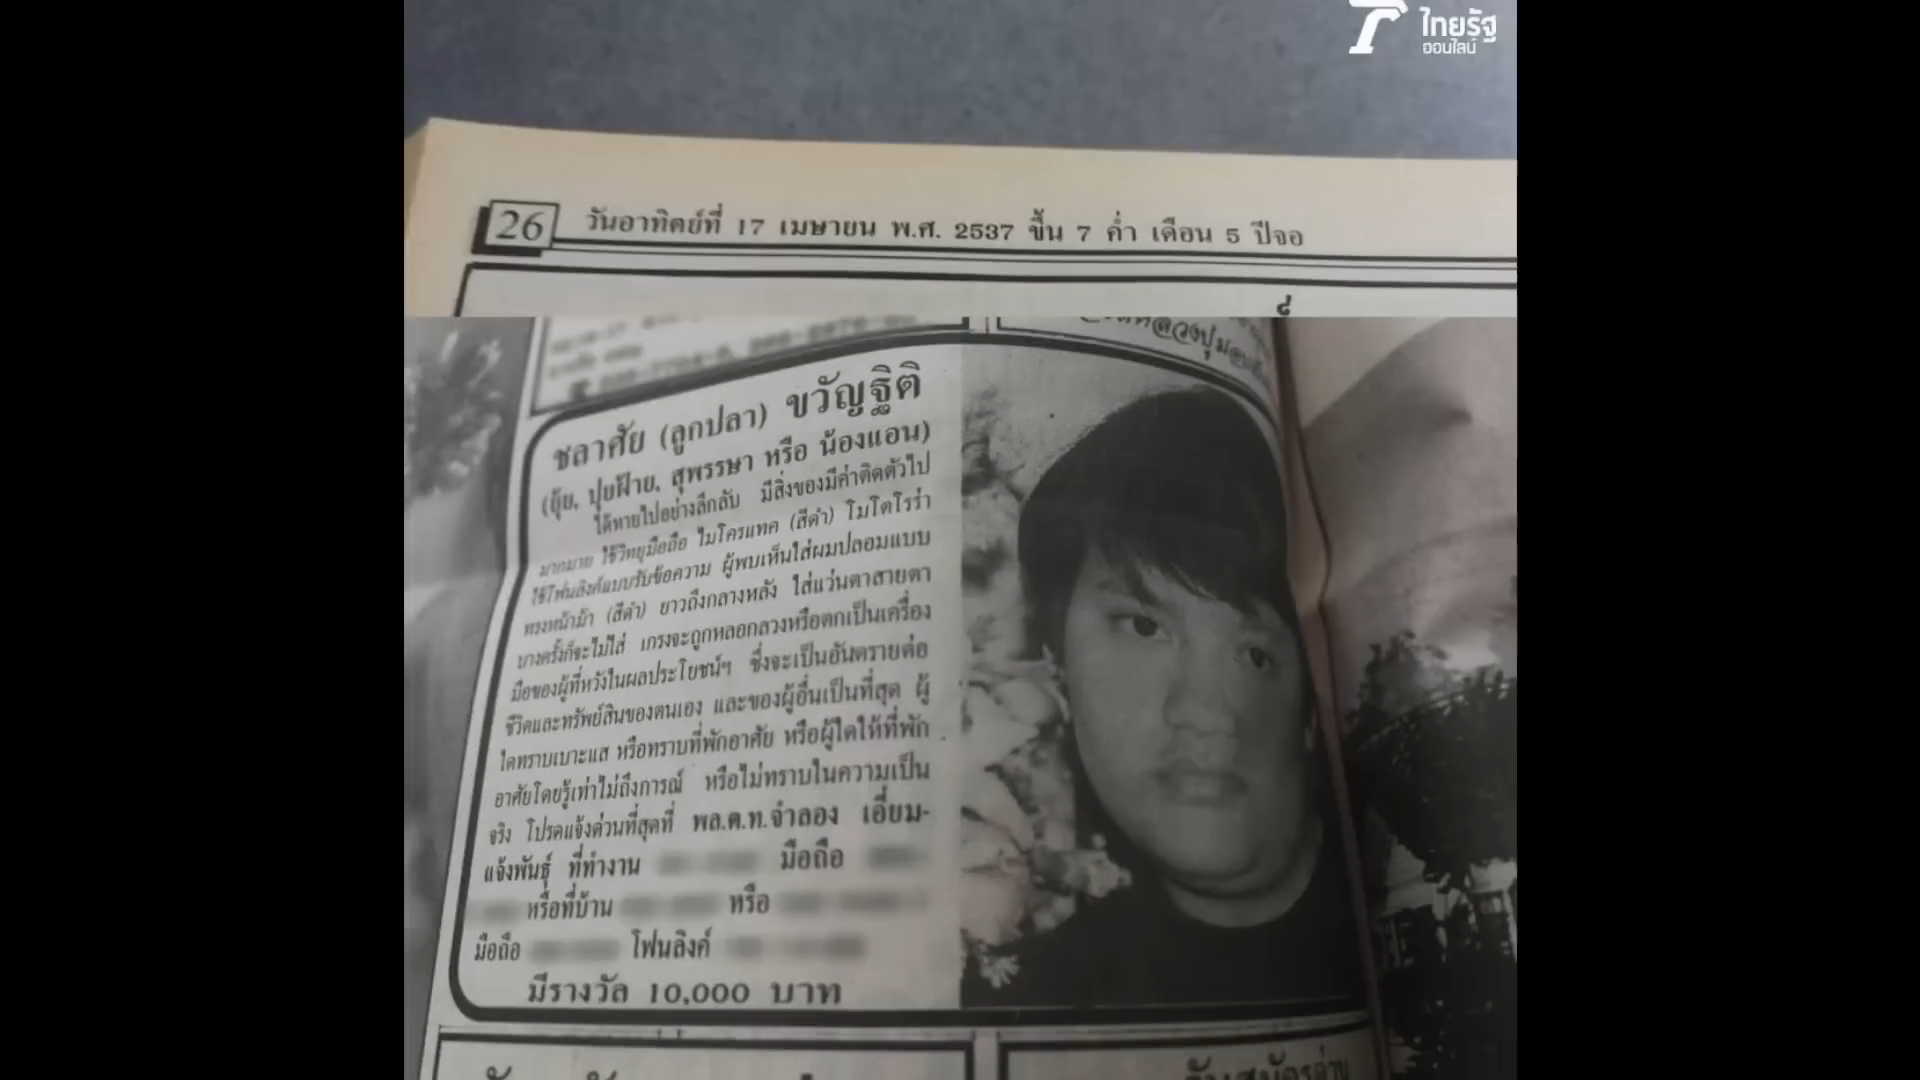 ไทยรัฐ
ออนไลน์
26 วันอาทิตย์ที่ 17 เมษายน พ.ศ. 2537 ขึ้น 7 ค่ำ เดือน 5 ปีจอ
ชลาศัย (ลูกปลา) ขวัญฐิติ
(อุ้ย, ปุยฝ้าย, สุพรรษา หรือ น้องแอน)
ได้หายไปอย่างลึกลับ มีสิ่งของมีค่าติดตัวไป
มากมาย ใช้วิทยุมือถือ ไมโครแทค (สีดำ) โมโตโรร่า
ใช้โฟนลิงค์แบบรับข้อความ ผู้พบเห็นใส่ผมปลอมแบบ
ทรงหน้าม้า (สีดำ) ยาวถึงกลางหลัง ใส่แว่นตาสายตา
บางครั้งก็จะไม่ใส่ เกรงจะถูกหลอกลวงหรือตกเป็นเครื่อง
มือของผู้ที่หวังในผลประโยชน์ฯ ซึ่งจะเป็นอันตรายต่อ
ชีวิตและทรัพย์สินของตนเอง และของผู้อื่นเป็นที่สุด ผู้
ใดทราบเบาะแส หรือทราบที่พักอาศัย หรือผู้ใดให้ที่พัก
อาศัยโดยรู้เท่าไม่ถึงการณ์ หรือไม่ทราบในความเป็น
จริง โปรดแจ้งด่วนที่สุดที่ พล.ต.ท.จำลอง เอี่ยม-
แจ้งพันธุ์ ที่ทำงาน มือถือ
หรือที่บ้าน หรือ
มือถือ โฟนลิงค์
มีรางวัล 10,000 บาท